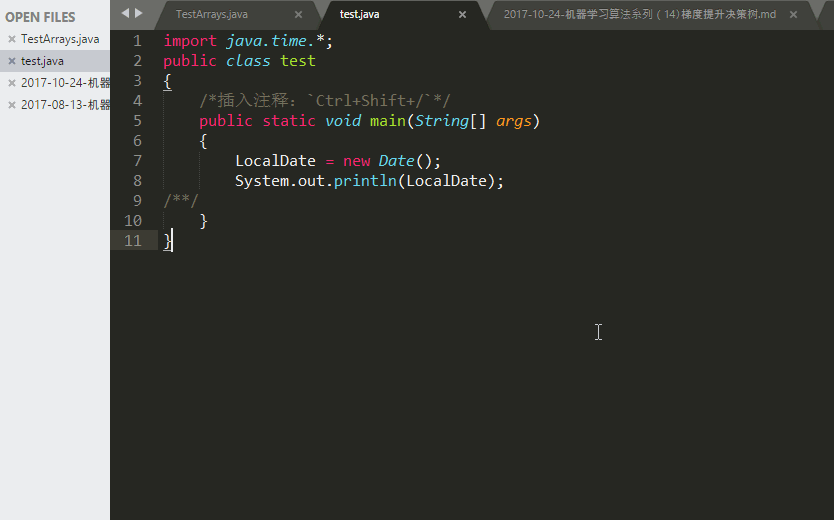 OPEN FILES
TestArrays.java
test.java
2017-10-24-机器
2017-08-13-机器
TestArrays.java
test.java
2017-10-24-机器学习算法系列（14)梯度提升决策树.md
1 import java.time.*;
2 public class test
3 {
4 /*插入注释：`Ctrl+Shift+/`*/
5 public static void main(String[] args)
6 {
7 LocalDate = new Date();
8 System.out.println(LocalDate);
9 /**/
10 }
11 }